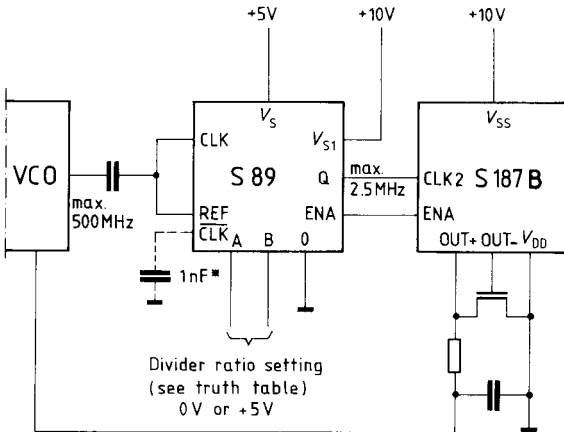 +5V
+10V
+10V
VS
VS1
VSS
CLK
VCO
S 89
Q
max.
2.5MHz
CLK2
S 187 B
max.
500MHz
REF
ENA
ENA
CLK
A
B
0
OUT+ OUT- VDD
1nF*
Divider ratio setting
(see truth table)
0V or +5V